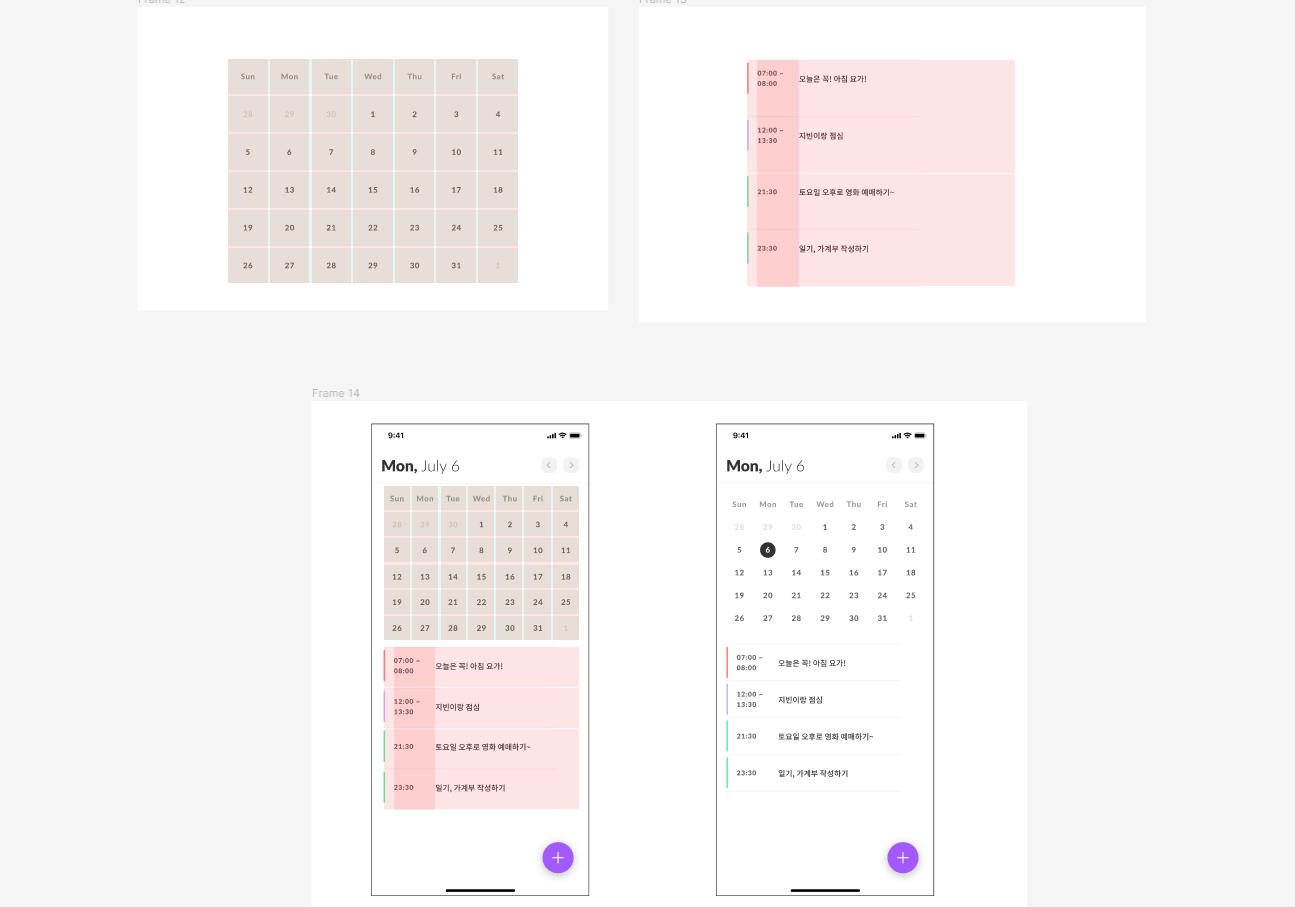 Frame 12
Frame 13
Sun Mon Tue Wed Thu Fri Sat
28 29 30 1 2 3 4
5 6 7 8 9 10 11
12 13 14 15 16 17 18
19 20 21 22 23 24 25
26 27 28 29 30 31 1
07:00 ~
08:00
오늘은 꼭! 아침 요가!
12:00 ~
13:30
지빈이랑 점심
21:30 토요일 오후로 영화 예매하기~
23:30 일기, 가계부 작성하기
Frame 14
9:41
Mon, July 6
Sun Mon Tue Wed Thu Fri Sat
28 29 30 1 2 3 4
5 6 7 8 9 10 11
12 13 14 15 16 17 18
19 20 21 22 23 24 25
26 27 28 29 30 31 1
07:00 ~
08:00
오늘은 꼭! 아침 요가!
12:00 ~
13:30
지빈이랑 점심
21:30 토요일 오후로 영화 예매하기~
23:30 일기, 가계부 작성하기
9:41
Mon, July 6
Sun Mon Tue Wed Thu Fri Sat
28 29 30 1 2 3 4
5 6 7 8 9 10 11
12 13 14 15 16 17 18
19 20 21 22 23 24 25
26 27 28 29 30 31 1
07:00 ~
08:00
오늘은 꼭! 아침 요가!
12:00 ~
13:30
지빈이랑 점심
21:30 토요일 오후로 영화 예매하기~
23:30 일기, 가계부 작성하기